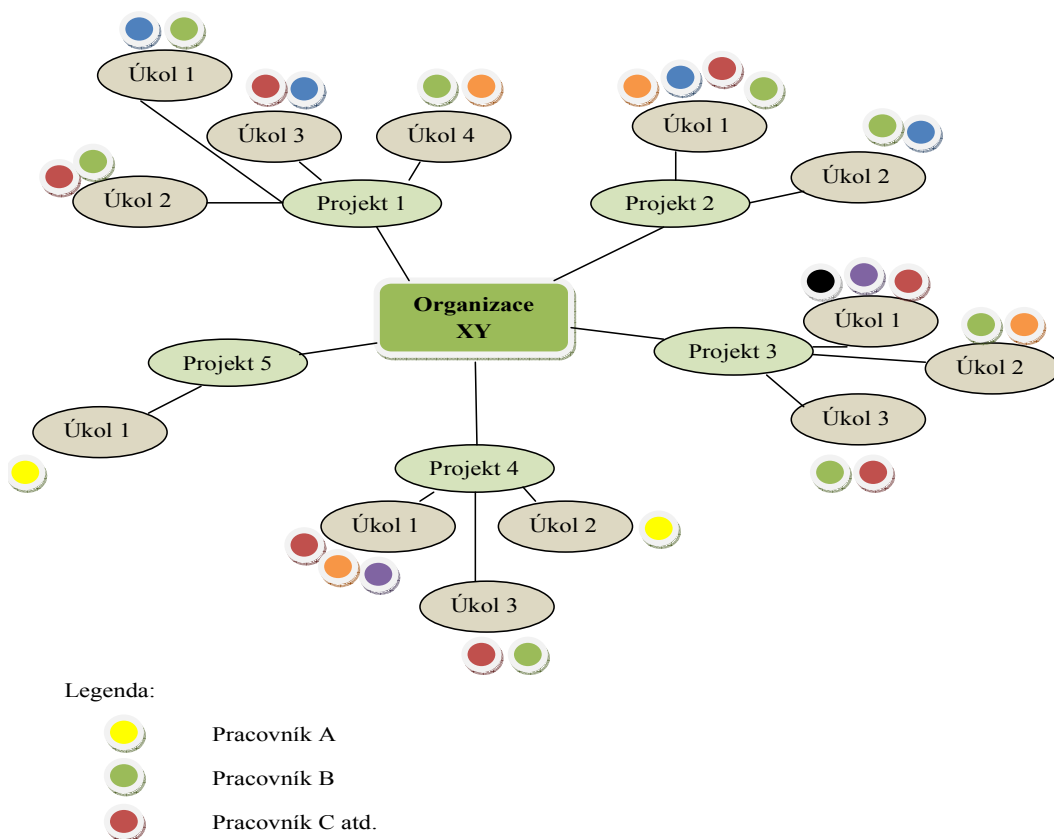 Úkol 1
Úkol 3
Úkol 4
Úkol 2
Projekt 1
Úkol 1
Úkol 2
Projekt 2
Organizace
XY
Úkol 1
Projekt 3
Úkol 2
Úkol 3
Projekt 5
Úkol 1
Projekt 4
Úkol 1
Úkol 2
Úkol 3
Legenda:
Pracovník A
Pracovník B
Pracovník C atd.